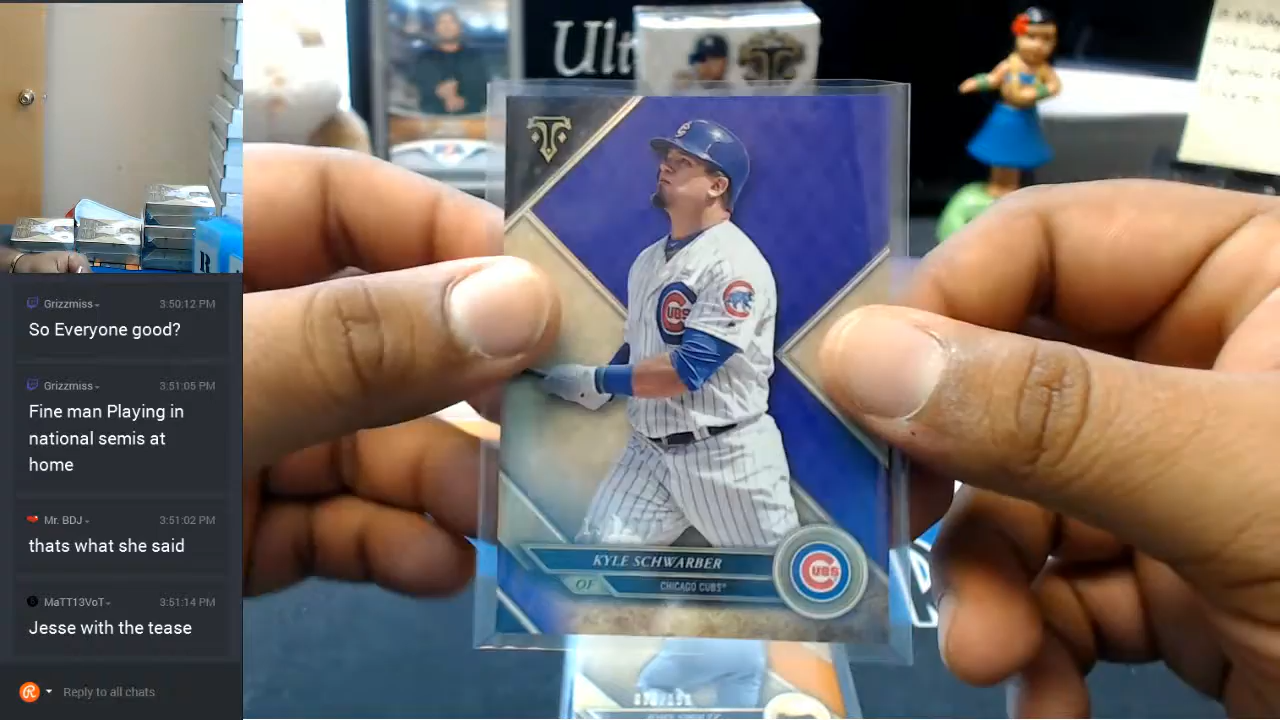 Grizzmiss 3:50:12 PM
So Everyone good?
Grizzmiss 3:51:05 PM
Fine man Playing in
national semis at
home
Mr. BDJ 3:51:02 PM
thats what she said
MaTT13VoT 3:51:14 PM
Jesse with the tease
Reply to all chats
Ult
CUBS
KYLE SCHWARBER
OF
CHICAGO CUBS
CUBS
R